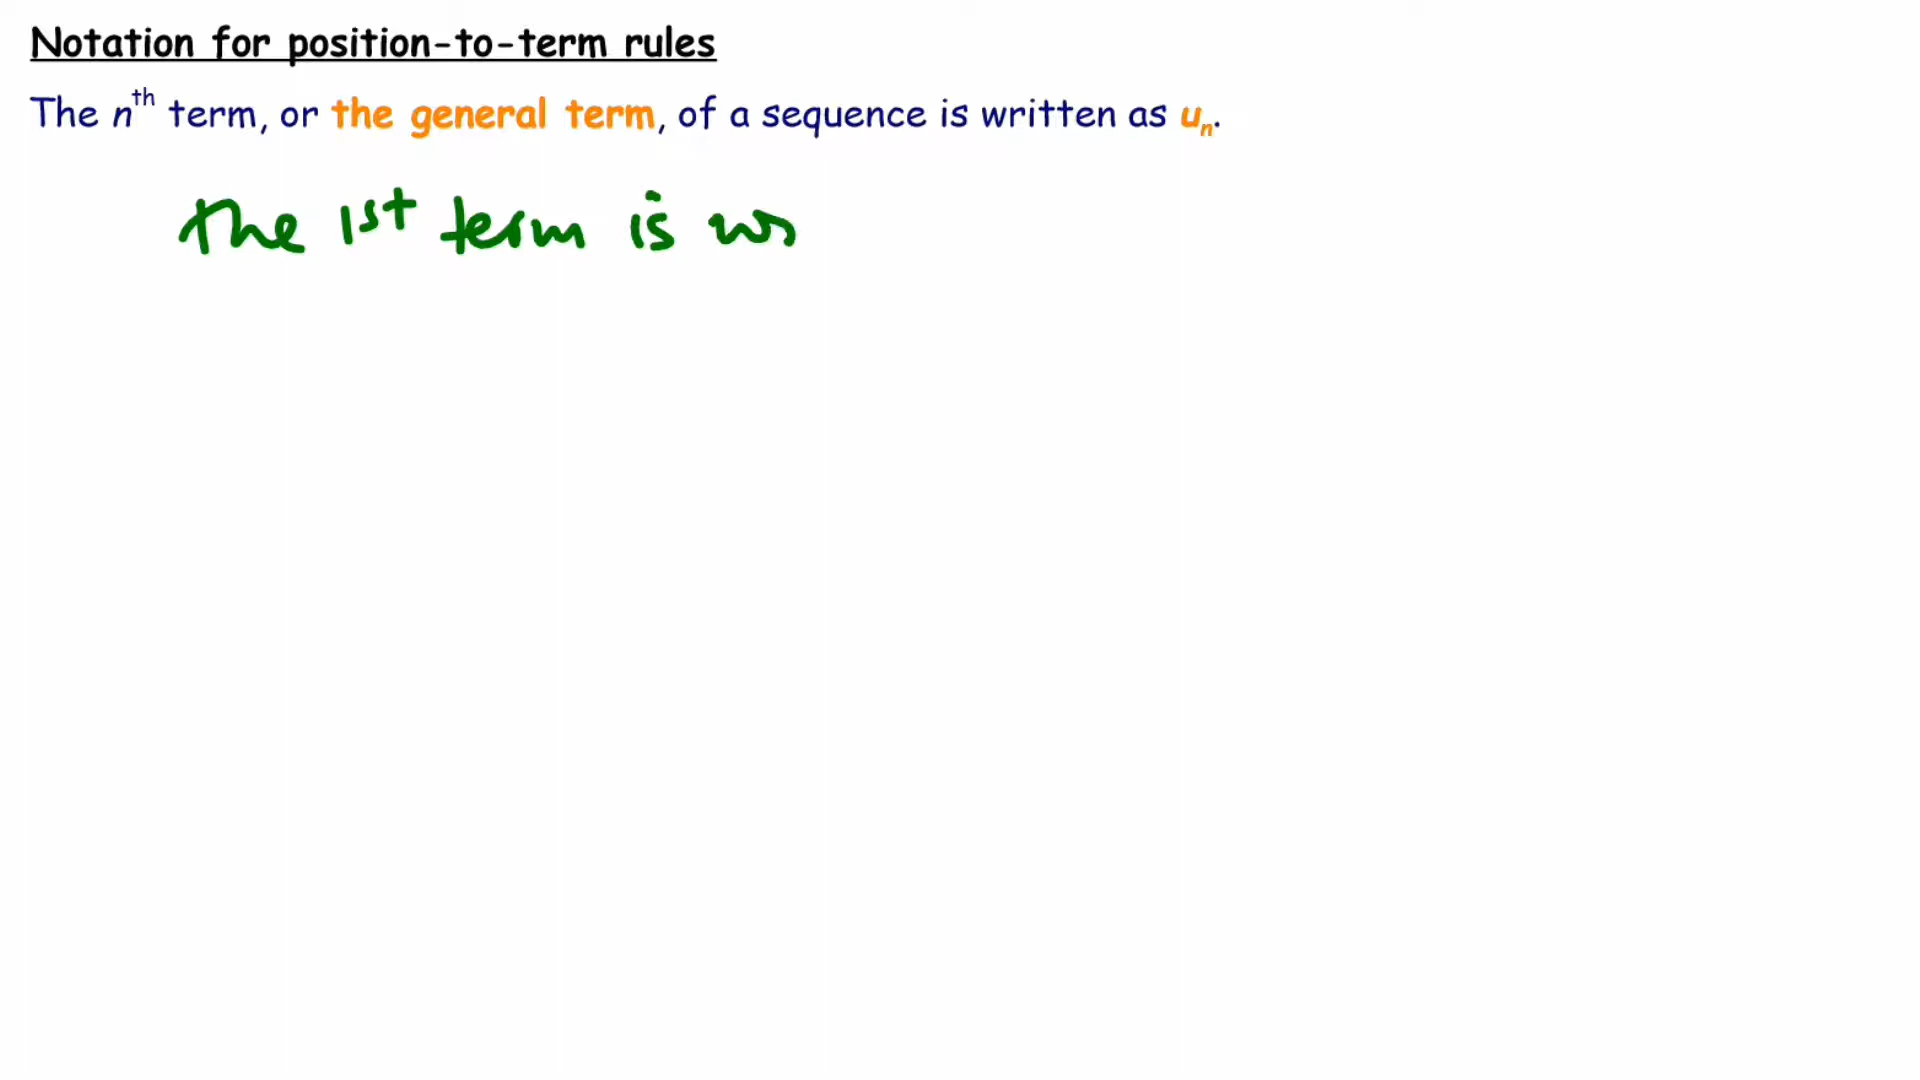 Notation for position-to-term rules
The nth term, or the general term, of a sequence is written as un.
the 1st term is